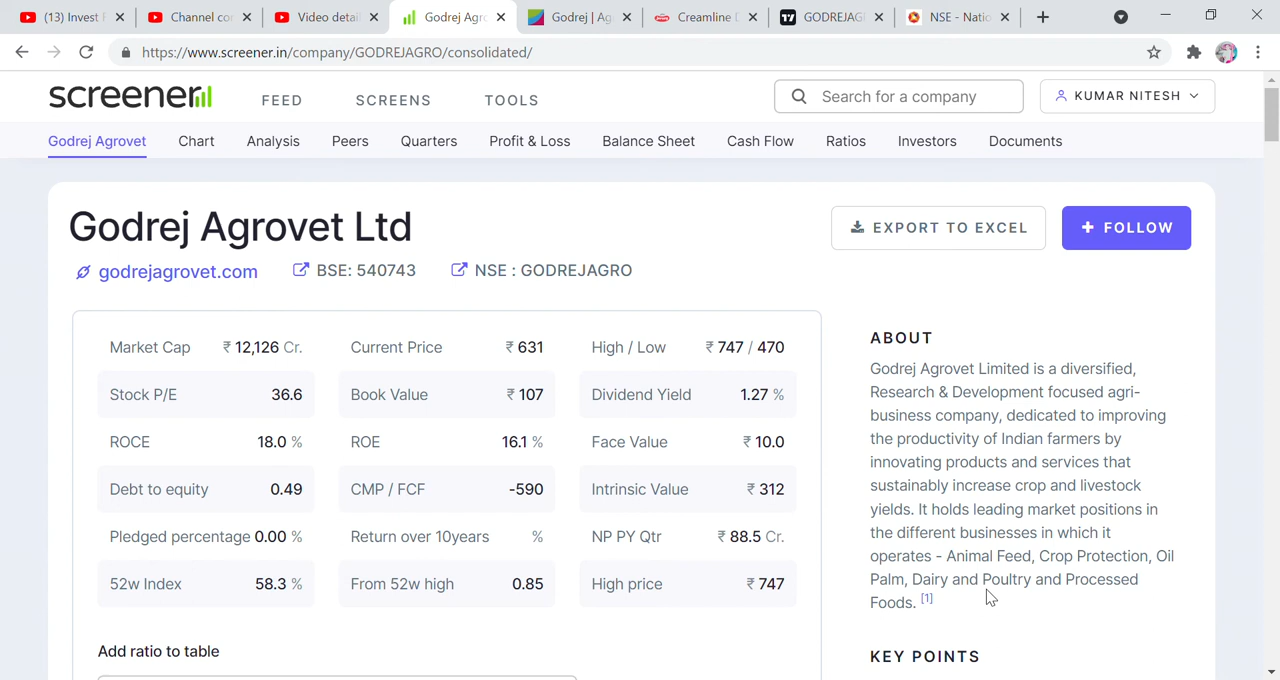 (13) Invest F
Channel con
Video detail
Godrej Agro
Godrej | Ag
Creamline D
GODREJAG
NSE - Natio
https://www.screener.in/company/GODREJAGRO/consolidated/
screener
FEED
SCREENS
TOOLS
Search for a company
KUMAR NITESH
Godrej Agrovet
Chart
Analysis
Peers
Quarters
Profit & Loss
Balance Sheet
Cash Flow
Ratios
Investors
Documents
Godrej Agrovet Ltd
EXPORT TO EXCEL
+ FOLLOW
godrejagrovet.com
BSE: 540743
NSE : GODREJAGRO
Market Cap ₹ 12,126 Cr.
Current Price ₹ 631
High / Low ₹ 747 / 470
Stock P/E 36.6
Book Value ₹ 107
Dividend Yield 1.27 %
ROCE 18.0 %
ROE 16.1 %
Face Value ₹ 10.0
Debt to equity 0.49
CMP / FCF -590
Intrinsic Value ₹ 312
Pledged percentage 0.00 %
Return over 10years %
NP PY Qtr ₹ 88.5 Cr.
52w Index 58.3 %
From 52w high 0.85
High price ₹ 747
Add ratio to table
ABOUT
Godrej Agrovet Limited is a diversified,
Research & Development focused agri-
business company, dedicated to improving
the productivity of Indian farmers by
innovating products and services that
sustainably increase crop and livestock
yields. It holds leading market positions in
the different businesses in which it
operates - Animal Feed, Crop Protection, Oil
Palm, Dairy and Poultry and Processed
Foods. [1]
KEY POINTS